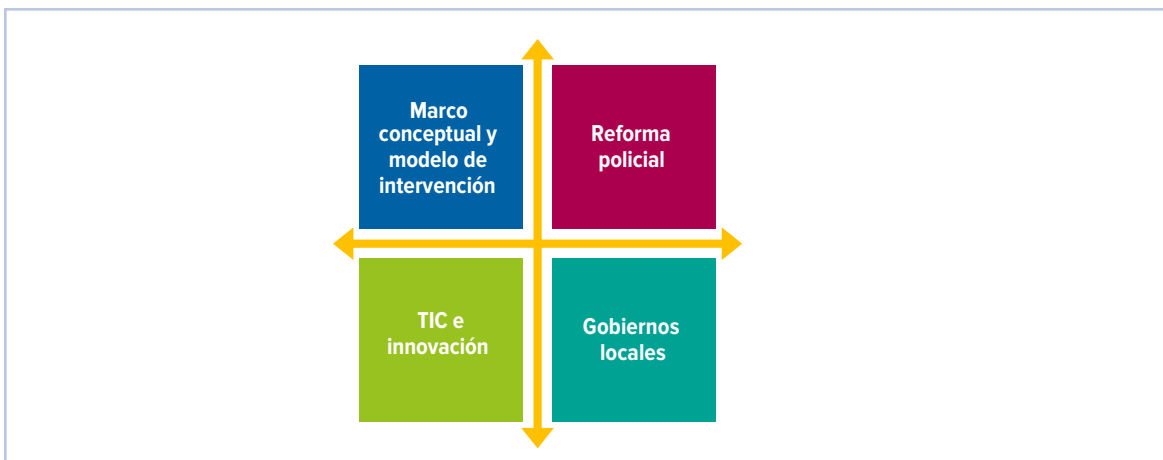 Marco
conceptual y
modelo de
intervención
Reforma
policial
TIC e
innovación
Gobiernos
locales